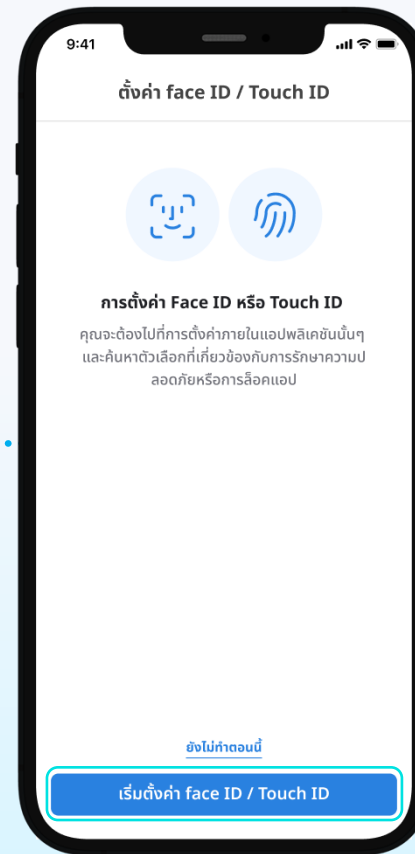 9:41
ตั้งค่า face ID / Touch ID
การตั้งค่า Face ID หรือ Touch ID
คุณจะต้องไปที่การตั้งค่าภายในแอปพลิเคชันนั้นๆ
และค้นหาตัวเลือกที่เกี่ยวข้องกับการรักษาความป
ลอดภัยหรือการล็อคแอป
ยังไม่ทำตอนนี้
เริ่มตั้งค่า face ID / Touch ID